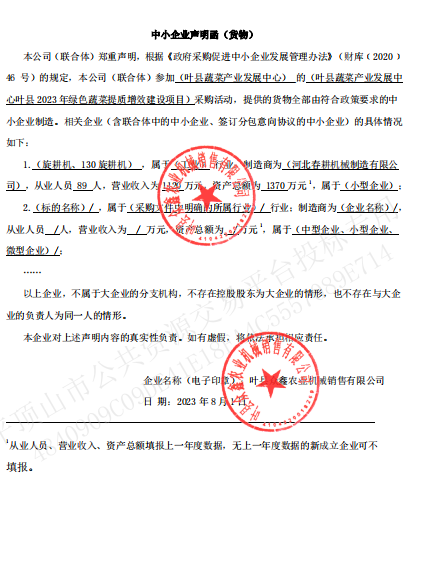 中小企业声明函（货物）
本公司（联合体）郑重声明，根据《政府采购促进中小企业发展管理办法》（财库﹝2020﹞
46 号）的规定，本公司（联合体）参加（叶县蔬菜产业发展中心）的（叶县蔬菜产业发展中
心叶县 2023年绿色蔬菜提质增效建设项目）采购活动，提供的货物全部由符合政策要求的中
小企业制造。相关企业（含联合体中的中小企业、签订分包意向协议的中小企业）的具体情况
如下：
1.（旋耕机、130旋耕机），属于（工业）行业；制造商为（河北春耕机械制造有限公
司），从业人员 89 人，营业收入为1120万元，资产总额为 1370万元¹，属于（小型企业）；
2.（标的名称）/，属于（采购文件中明确的所属行业）/ 行业；制造商为（企业名称）/，
从业人员 /人，营业收入为 / 万元，资产总额为 /万元¹，属于（中型企业、小型企业、
微型企业）/；
……
以上企业，不属于大企业的分支机构，不存在控股股东为大企业的情形，也不存在与大企
业的负责人为同一人的情形。
本企业对上述声明内容的真实性负责。如有虚假，将依法承担相应责任。
企业名称（电子印章）：叶县众鑫农业机械销售有限公司
日 期：2023 年 8 月 1 日
¹从业人员、营业收入、资产总额填报上一年度数据，无上一年度数据的新成立企业可不
填报。